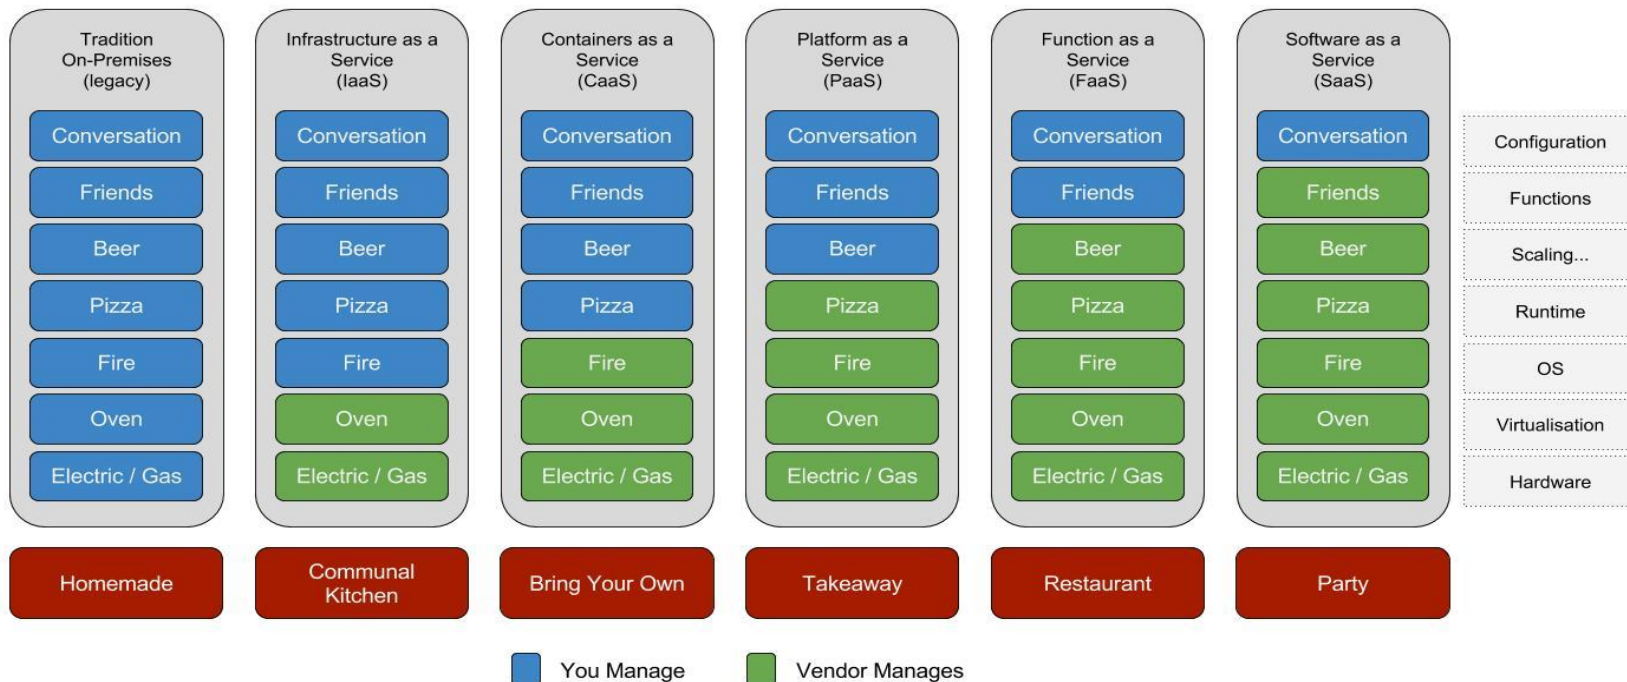 Tradition
On-Premises
(legacy)
Conversation
Friends
Beer
Pizza
Fire
Oven
Electric / Gas
Homemade
Infrastructure as a
Service
(IaaS)
Conversation
Friends
Beer
Pizza
Fire
Oven
Electric / Gas
Communal
Kitchen
Containers as a
Service
(CaaS)
Conversation
Friends
Beer
Pizza
Fire
Oven
Electric / Gas
Bring Your Own
Platform as a
Service
(PaaS)
Conversation
Friends
Beer
Pizza
Fire
Oven
Electric / Gas
Takeaway
Function as a
Service
(FaaS)
Conversation
Friends
Beer
Pizza
Fire
Oven
Electric / Gas
Restaurant
Software as a
Service
(SaaS)
Conversation
Friends
Beer
Pizza
Fire
Oven
Electric / Gas
Party
Configuration
Functions
Scaling...
Runtime
OS
Virtualisation
Hardware
You Manage
Vendor Manages